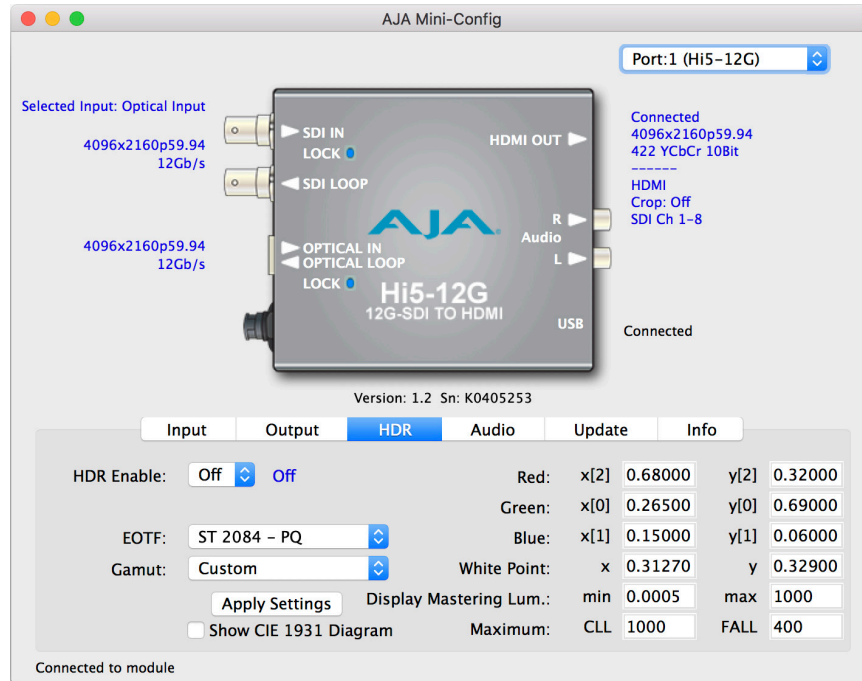 AJA Mini-Config
Port:1 (Hi5-12G)
Selected Input: Optical Input
4096x2160p59.94
12Gb/s
4096x2160p59.94
12Gb/s
SDI IN
LOCK
SDI LOOP
HDMI OUT
AJA
R
Audio
L
OPTICAL IN
OPTICAL LOOP
LOCK
Hi5-12G
12G-SDI TO HDMI
USB
Connected
4096x2160p59.94
422 YCbCr 10Bit
------
HDMI
Crop: Off
SDI Ch 1-8
Connected
Version: 1.2 Sn: K0405253
Input Output HDR Audio Update Info
HDR Enable: Off Off
EOTF: ST 2084 - PQ
Gamut: Custom
Apply Settings
Show CIE 1931 Diagram
Red: x[2] 0.68000 y[2] 0.32000
Green: x[0] 0.26500 y[0] 0.69000
Blue: x[1] 0.15000 y[1] 0.06000
White Point: x 0.31270 y 0.32900
Display Mastering Lum.: min 0.0005 max 1000
Maximum: CLL 1000 FALL 400
Connected to module